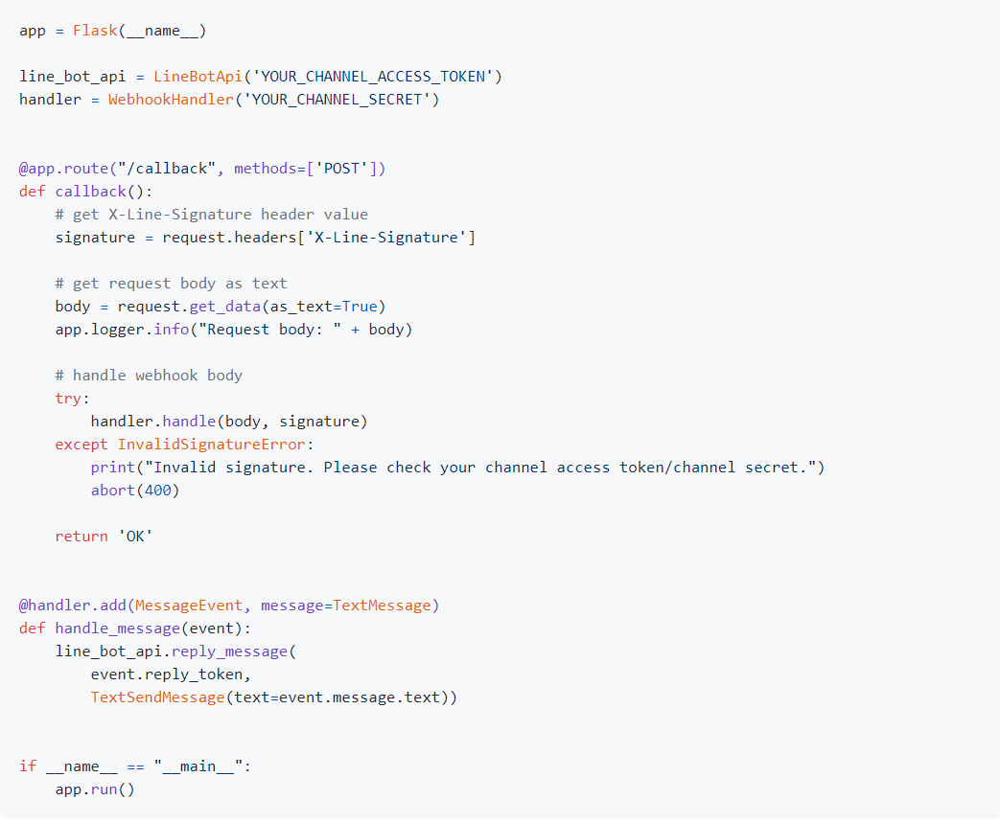 app = Flask(__name__)
line_bot_api = LineBotApi('YOUR_CHANNEL_ACCESS_TOKEN')
handler = WebhookHandler('YOUR_CHANNEL_SECRET')
@app.route("/callback", methods=['POST'])
def callback():
    # get X-Line-Signature header value
    signature = request.headers['X-Line-Signature']
    # get request body as text
    body = request.get_data(as_text=True)
    app.logger.info("Request body: " + body)
    # handle webhook body
    try:
        handler.handle(body, signature)
    except InvalidSignatureError:
        print("Invalid signature. Please check your channel access token/channel secret.")
        abort(400)
    return 'OK'
@handler.add(MessageEvent, message=TextMessage)
def handle_message(event):
    line_bot_api.reply_message(
        event.reply_token,
        TextSendMessage(text=event.message.text))
if __name__ == "__main__":
    app.run()